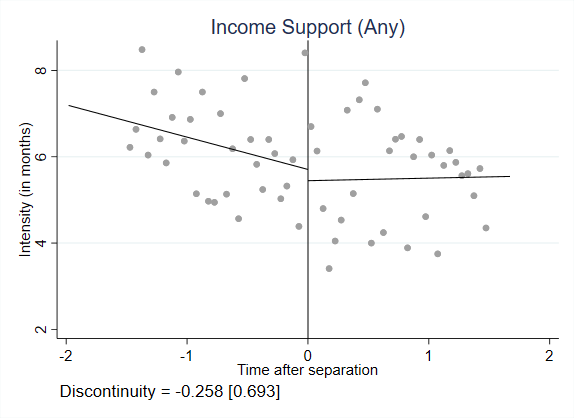 Income Support (Any)
Intensity (in months)
8
6
4
2
-2 -1 0 1 2
Time after separation
Discontinuity = -0.258 [0.693]